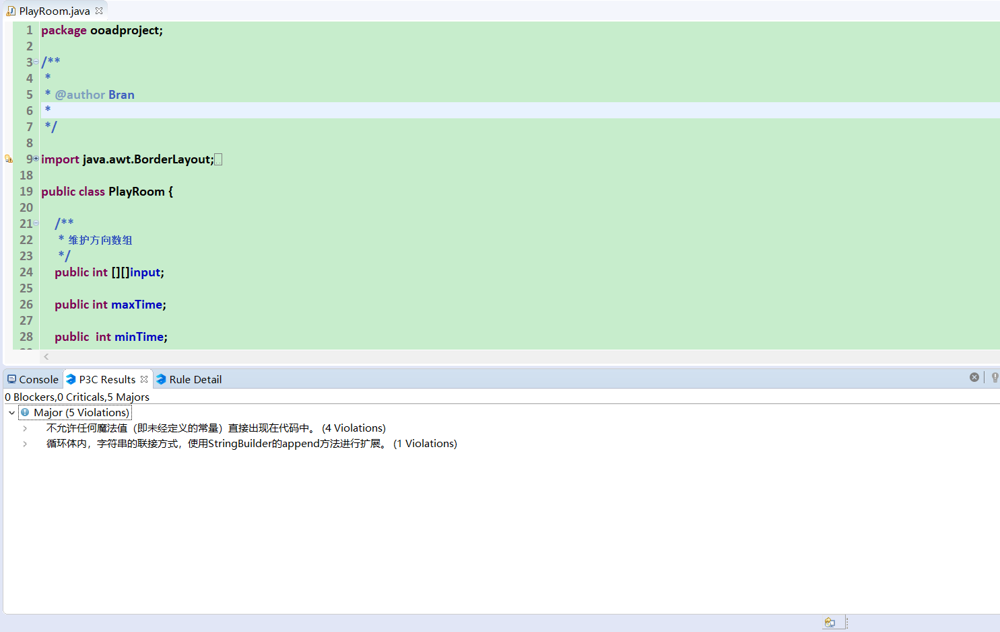 PlayRoom.java
1 package ooadproject;
2
3 /**
4 *
5 * @author Bran
6 *
7 */
8
9 import java.awt.BorderLayout;
18
19 public class PlayRoom {
20
21 /**
22 * 维护方向数组
23 */
24 public int [][]input;
25
26 public int maxTime;
27
28 public  int minTime;
Console P3C Results Rule Detail
0 Blockers,0 Criticals,5 Majors
Major (5 Violations)
不允许任何魔法值（即未经定义的常量）直接出现在代码中。 (4 Violations)
循环体内，字符串的联接方式，使用StringBuilder的append方法进行扩展。 (1 Violations)